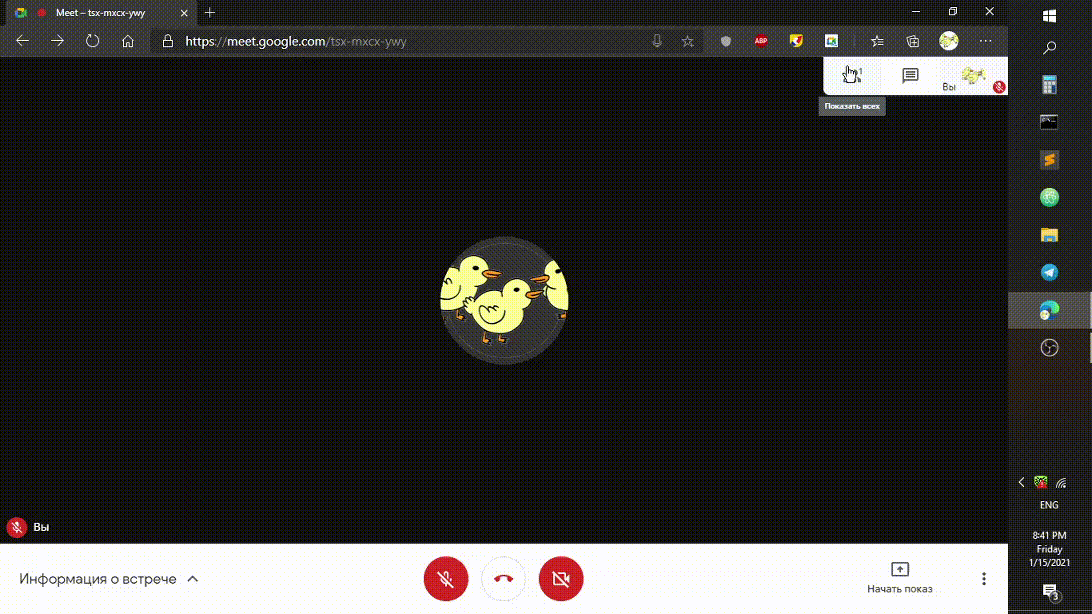 Meet – tsx-mxcx-ywy
https://meet.google.com/tsx-mxcx-ywy
ABP
1
Вы
Показать всех
Вы
Информация о встрече
Начать показ
ENG
8:41 PM
Friday
1/15/2021
3